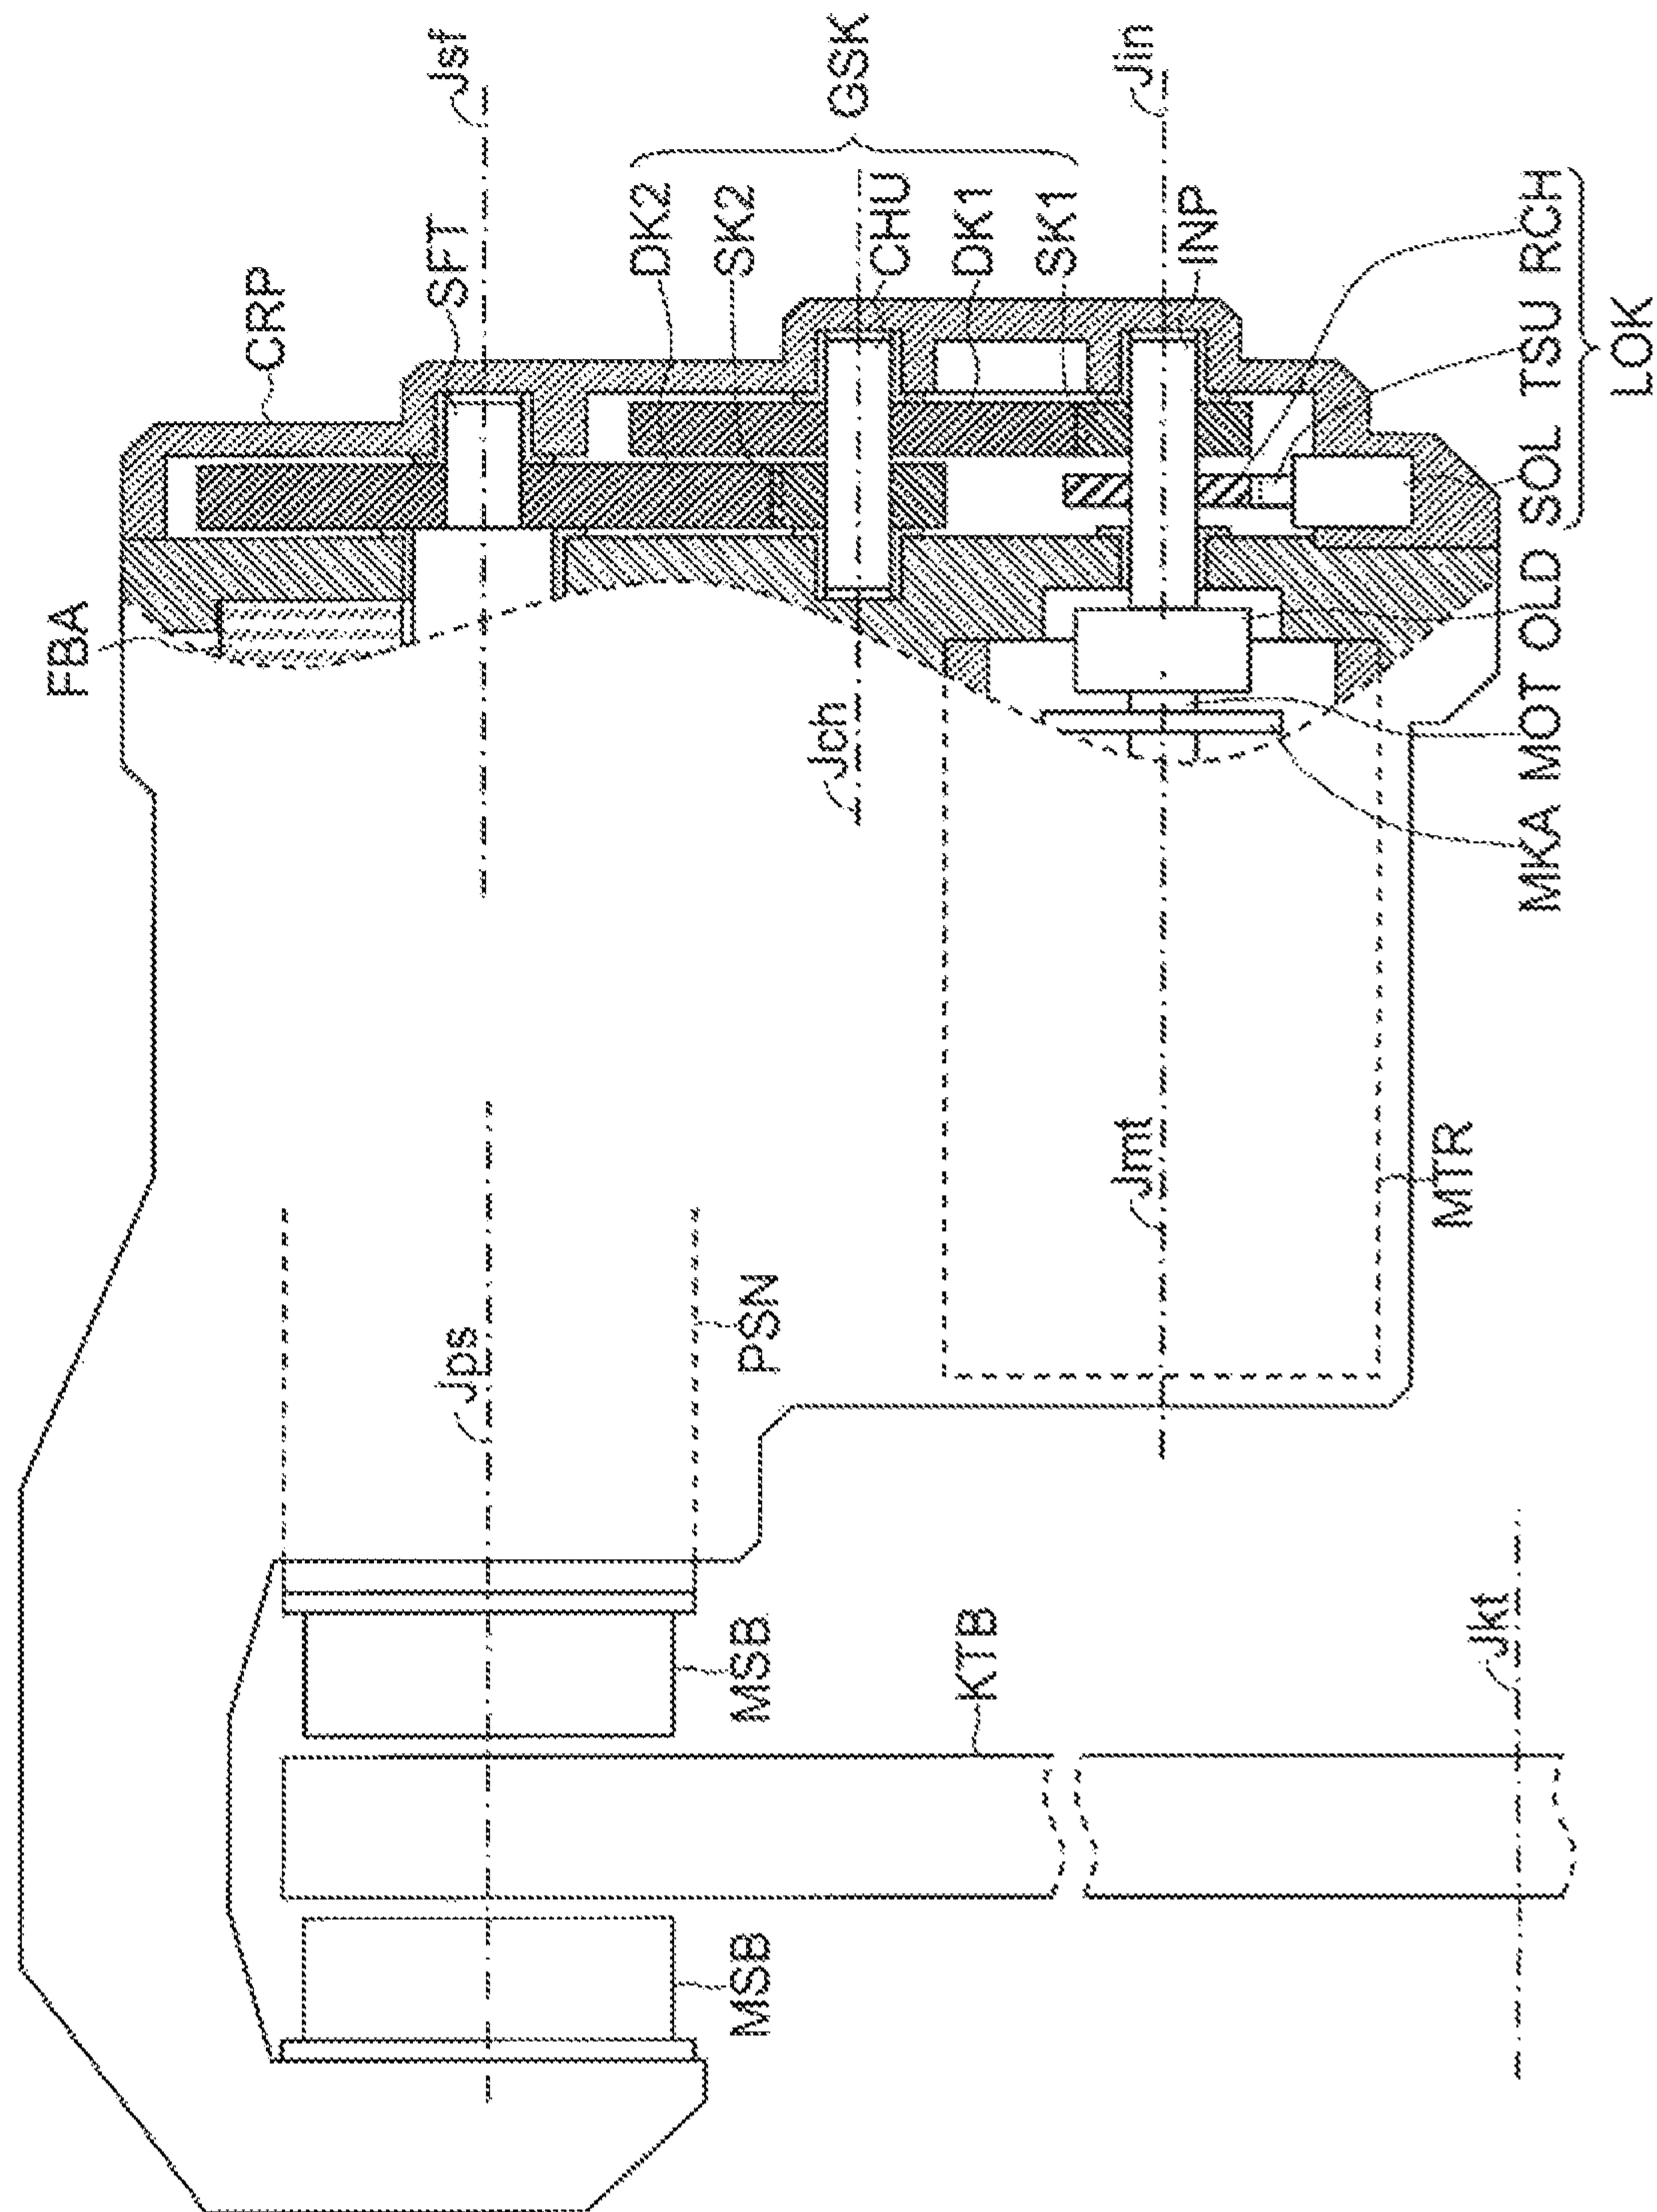 FBA
CRP
SFT
Jsf
DK2
SK2
GSK
CHU
DK1
SK1
Jin
INP
Jch
Jps
PSN
Jmt
MTR
MSB
MSB
KTB
Jkt
MKA MOT OLD SOL TSU RCH
LOK